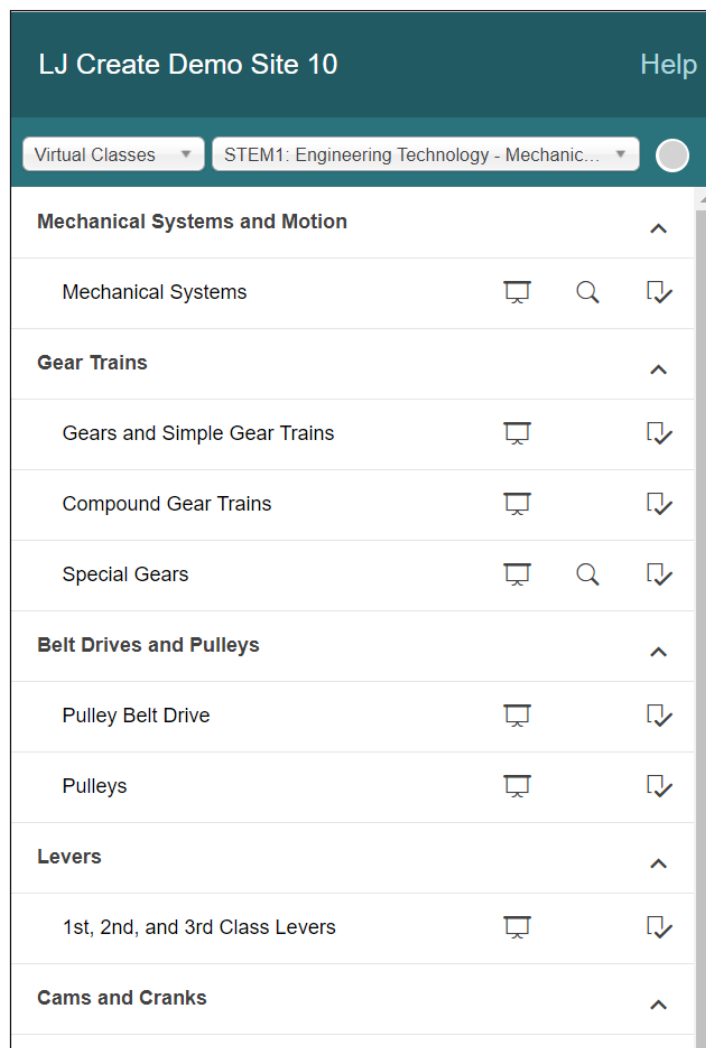 LJ Create Demo Site 10 Help
Virtual Classes STEM1: Engineering Technology - Mechanic...
Mechanical Systems and Motion
Mechanical Systems
Gear Trains
Gears and Simple Gear Trains
Compound Gear Trains
Special Gears
Belt Drives and Pulleys
Pulley Belt Drive
Pulleys
Levers
1st, 2nd, and 3rd Class Levers
Cams and Cranks